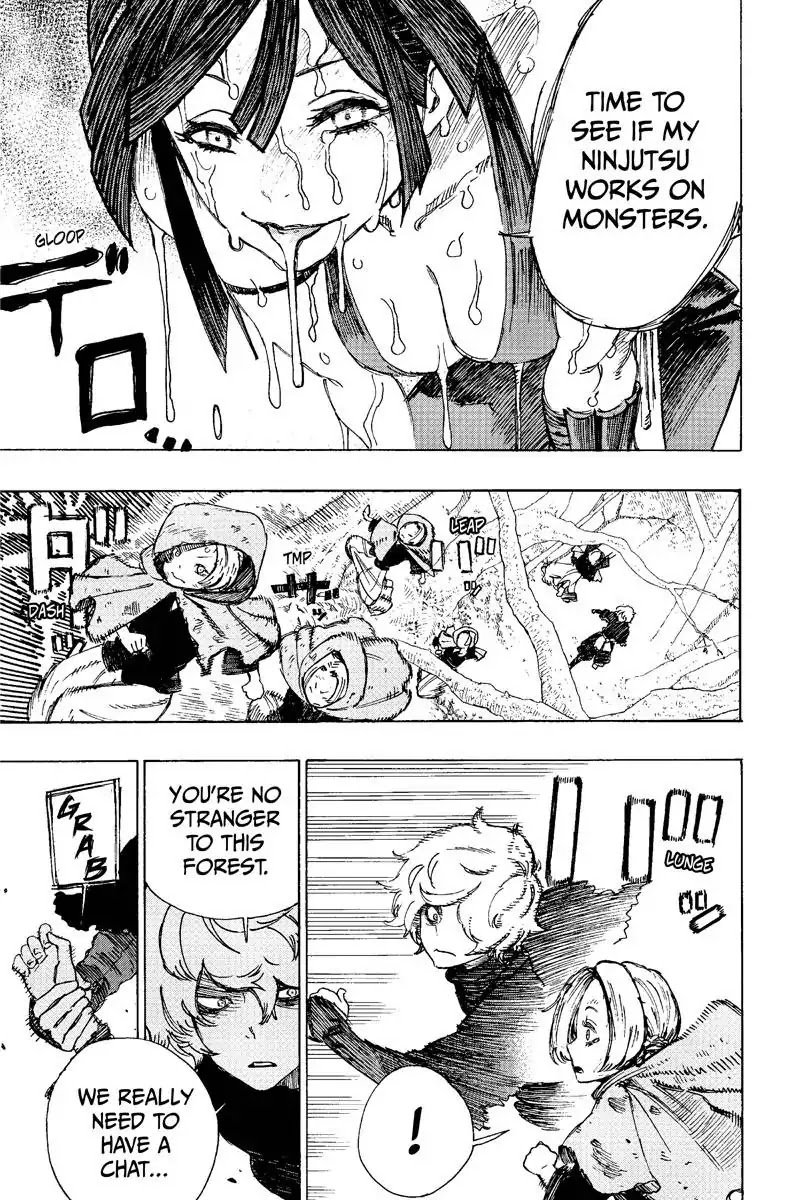 TIME TO
SEE IF MY
NINJUTSU
WORKS ON
MONSTERS.
GLOOP
デロ
LEAP
TMP
DASH
LUNGE
!
YOU'RE NO
STRANGER
TO THIS
FOREST.
GRAB
WE REALLY
NEED TO
HAVE A
CHAT...